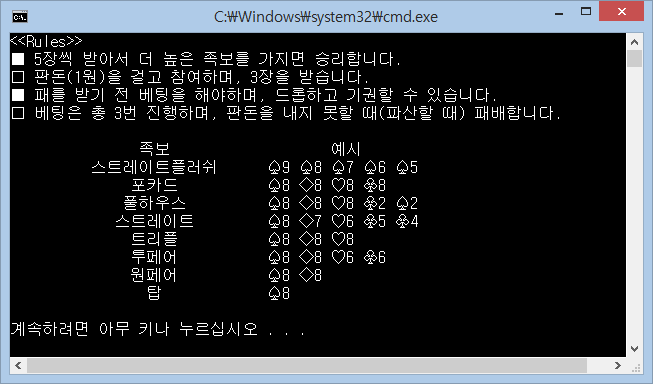 C:₩Windows₩system32₩cmd.exe
<<Rules>>
■ 5장씩 받아서 더 높은 족보를 가지면 승리합니다.
□ 판돈(1원)을 걸고 참여하며, 3장을 받습니다.
■ 패를 받기 전 베팅을 해야하며, 드롭하고 기권할 수 있습니다.
□ 베팅은 총 3번 진행하며, 판돈을 내지 못할 때(파산할 때) 패배합니다.
족보 예시
스트레이트플러쉬 ♤9 ♤8 ♤7 ♤6 ♤5
포카드 ♤8 ◇8 ♡8 ♧8
풀하우스 ♤8 ◇8 ♡8 ♧2 ♤2
스트레이트 ♤8 ◇7 ♡6 ♧5 ♧4
트리플 ♤8 ◇8 ♡8
투페어 ♤8 ◇8 ♡6 ♧6
원페어 ♤8 ◇8
탑 ♤8
계속하려면 아무 키나 누르십시오 . . .